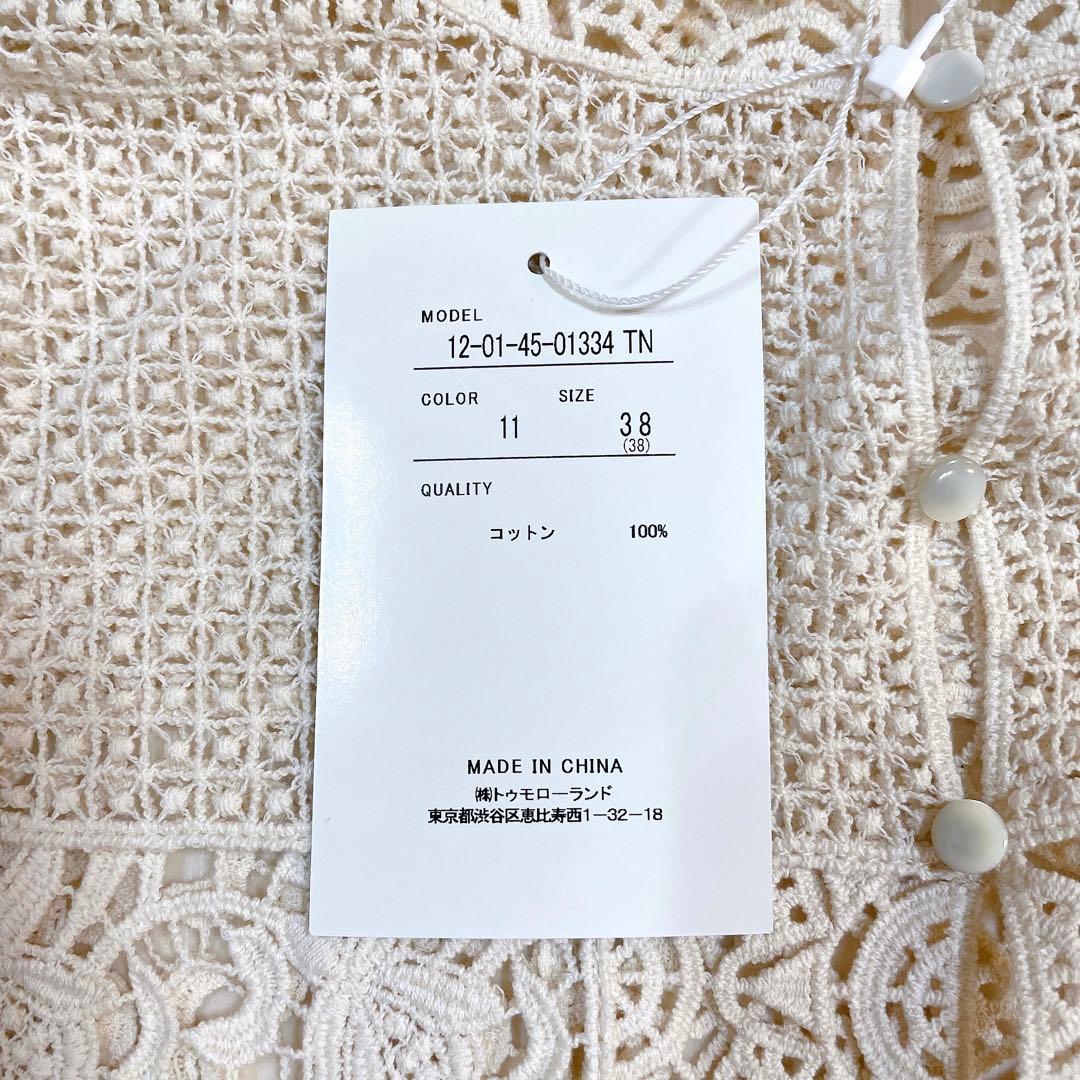 MODEL
12-01-45-01334 TN
COLOR SIZE
11 38
(38)
QUALITY
コットン 100%
MADE IN CHINA
㈱トゥモローランド
東京都渋谷区恵比寿西1-32-18